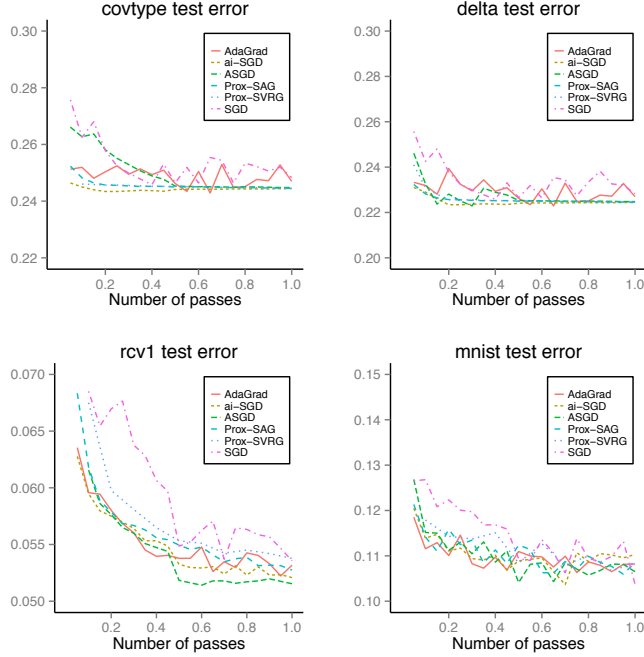 covtype test error
0.30
0.28
0.26
0.24
0.22
AdaGrad
ai-SGD
ASGD
Prox-SAG
Prox-SVRG
SGD
0.2 0.4 0.6 0.8 1.0
Number of passes
delta test error
0.30
0.28
0.26
0.24
0.22
0.20
AdaGrad
ai-SGD
ASGD
Prox-SAG
Prox-SVRG
SGD
0.2 0.4 0.6 0.8 1.0
Number of passes
rcv1 test error
0.070
0.065
0.060
0.055
0.050
AdaGrad
ai-SGD
ASGD
Prox-SAG
Prox-SVRG
SGD
0.2 0.4 0.6 0.8 1.0
Number of passes
mnist test error
0.15
0.14
0.13
0.12
0.11
0.10
AdaGrad
ai-SGD
ASGD
Prox-SAG
Prox-SVRG
SGD
0.2 0.4 0.6 0.8 1.0
Number of passes